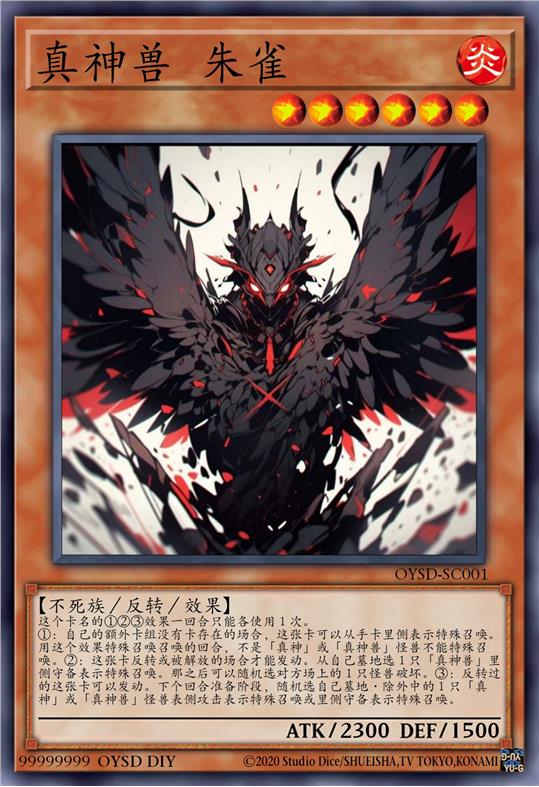 真神兽 朱雀
炎
OYSD-SC001
【不死族／反转／效果】
这个卡名的①②③效果一回合只能各使用1次。
①：自己的额外卡组没有卡存在的场合，这张卡可以从手卡里侧表示特殊召唤。
用这个效果特殊召唤召唤的回合，不是「真神」或「真神兽」怪兽不能特殊召
唤。②：这张卡反转或被解放的场合才能发动。从自己墓地选1只「真神兽」里
侧守备表示特殊召唤。那之后可以随机选对方场上的1只怪兽破坏。③：反转过
的这张卡可以发动。下个回合准备阶段，随机选自己墓地·除外中的1只「真
神」或「真神兽」怪兽表侧攻击表示特殊召唤或里侧守备表示特殊召唤。
ATK/2300 DEF/1500
99999999 OYSD DIY ©2020 Studio Dice/SHUEISHA,TV TOKYO,KONAMI